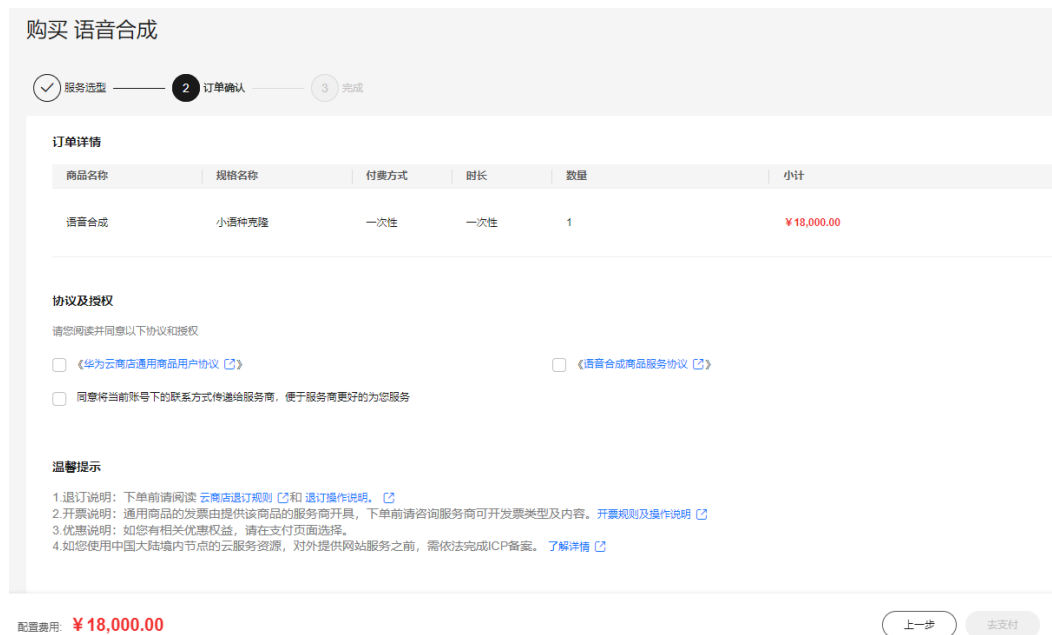 购买 语音合成
服务选型 2 订单确认 3 完成
订单详情
商品名称 规格名称 付费方式 时长 数量 小计
语音合成 小语种克隆 一次性 一次性 1 ¥18,000.00
协议及授权
请您阅读并同意以下协议和授权
《华为云商店通用商品用户协议》 《语音合成商品服务协议》
同意将当前账号下的联系方式传递给服务商，便于服务商更好的为您服务
温馨提示
1.退订说明：下单前请阅读 云商店退订规则 和 退订操作说明。
2.开票说明：通用商品的发票由提供该商品的服务商开具，下单前请咨询服务商可开发票类型及内容。开票规则及操作说明
3.优惠说明：如您有相关优惠权益，请在支付页面选择。
4.如您使用中国大陆境内节点的云服务资源，对外提供网站服务之前，需依法完成ICP备案。 了解详情
配置费用: ¥18,000.00 上一步 去支付